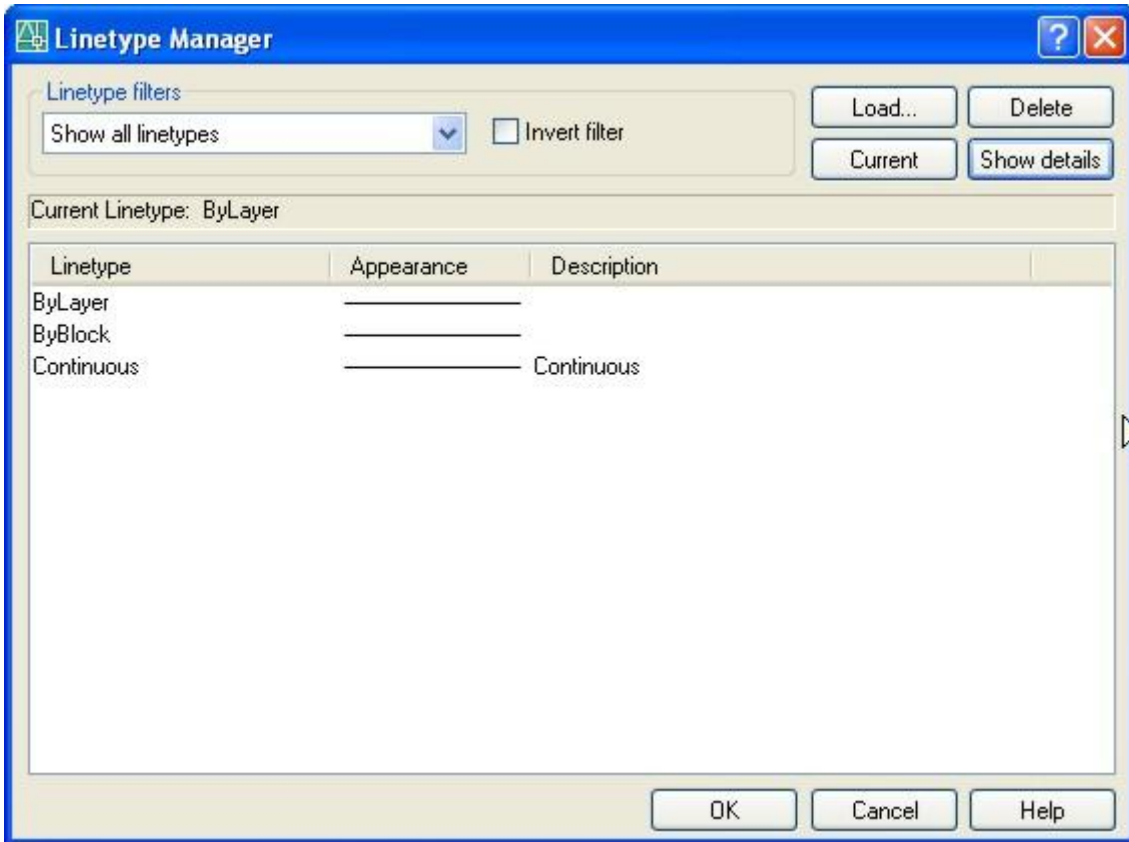 Linetype Manager
Linetype filters
Show all linetypes
Invert filter
Load...
Delete
Current
Show details
Current Linetype: ByLayer
Linetype Appearance Description
ByLayer
ByBlock
Continuous Continuous
OK Cancel Help